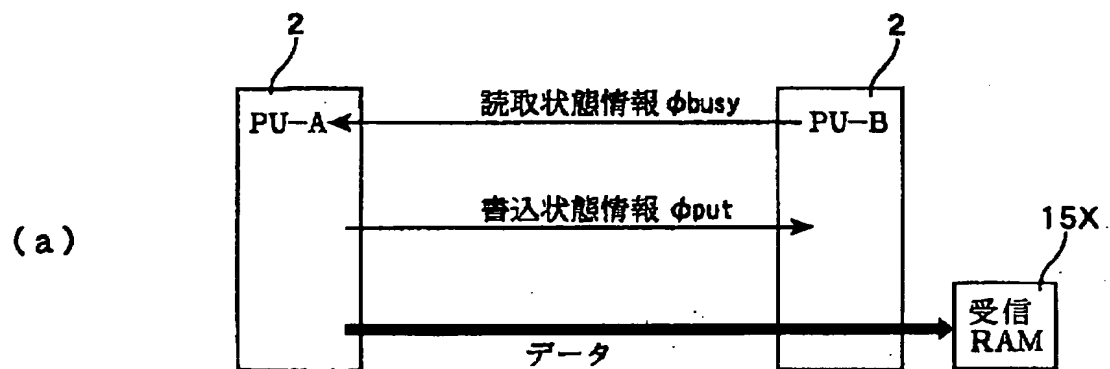 2
2
PU-A
読取状態情報 φbusy
PU-B
書込状態情報 φput
(a)
15X
受信
RAM
データ